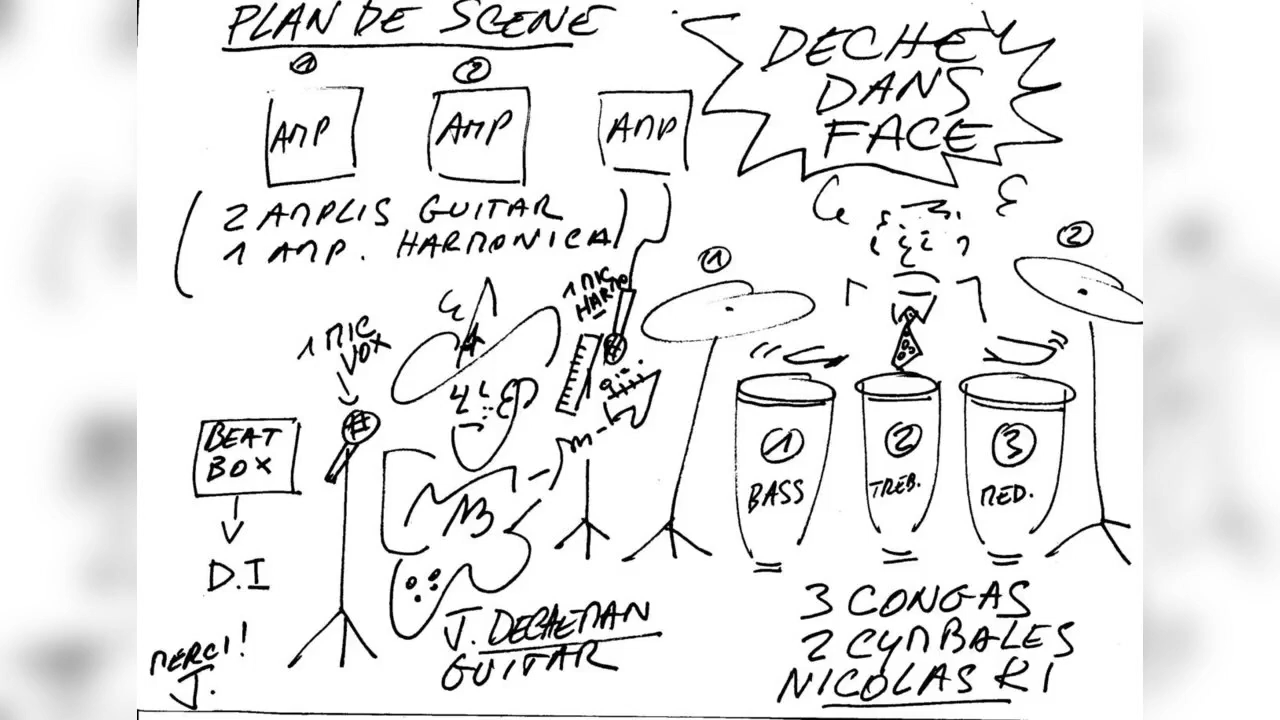 PLAN DE SCENE
DECHE
DANS
FACE
1
2
AMP
AMP
AMP
2 AMPLIS GUITAR
1 AMP. HARMONICA
1 MIC
HARMO
1 MIC
VOX
1
2
BEAT
BOX
D.I
1
BASS
2
TREB.
3
MED.
J.
GUITAR
3 CONGAS
2 CYMBALES
NICOLAS RI
MERCI!
J.